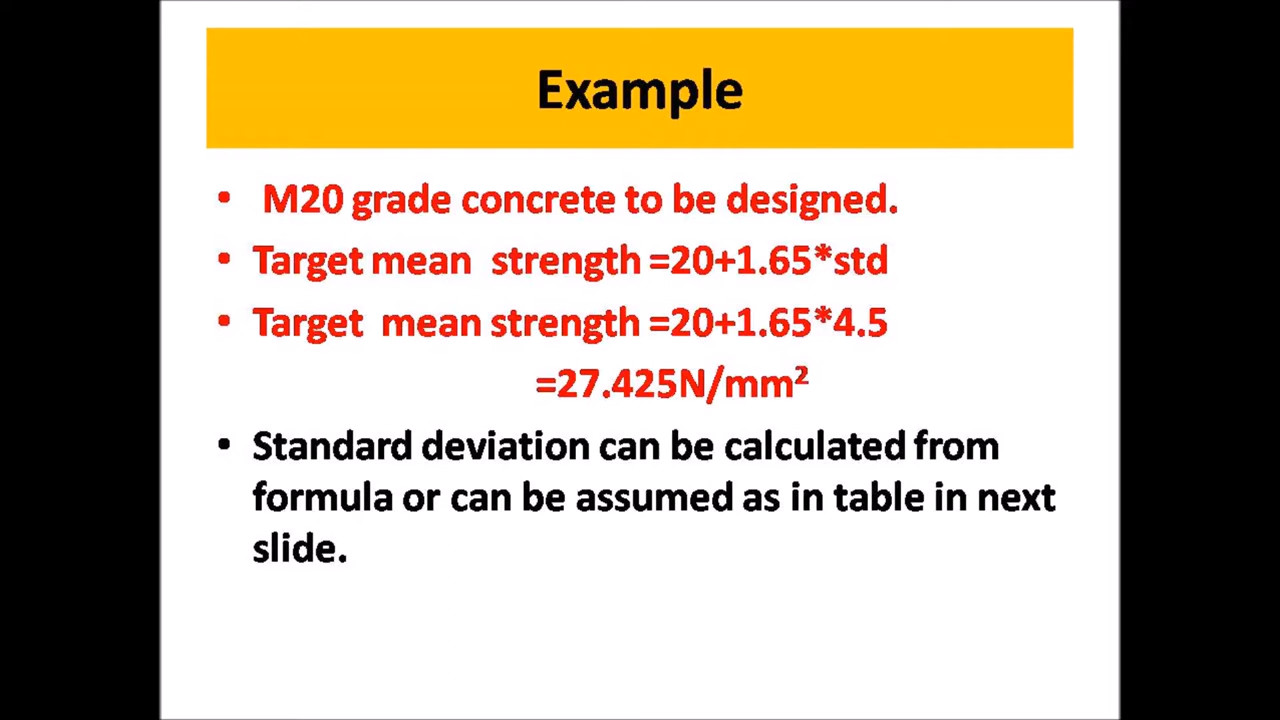 Example
• M20 grade concrete to be designed.
• Target mean strength =20+1.65*std
• Target mean strength =20+1.65*4.5
=27.425N/mm²
• Standard deviation can be calculated from
formula or can be assumed as in table in next
slide.